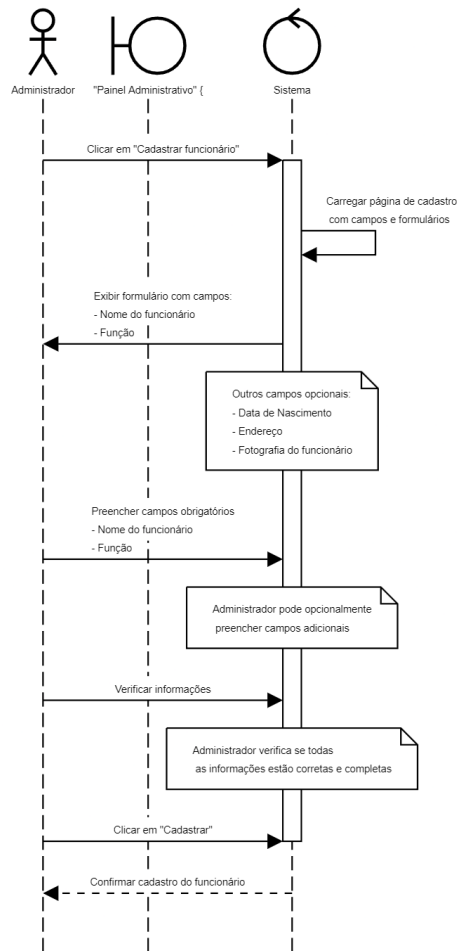 Administrador
"Painel Administrativo" {
Sistema
Clicar em "Cadastrar funcionário"
Carregar página de cadastro
com campos e formulários
Exibir formulário com campos:
- Nome do funcionário
- Função
Outros campos opcionais:
- Data de Nascimento
- Endereço
- Fotografia do funcionário
Preencher campos obrigatórios
- Nome do funcionário
- Função
Administrador pode opcionalmente
preencher campos adicionais
Verificar informações
Administrador verifica se todas
as informações estão corretas e completas
Clicar em "Cadastrar"
Confirmar cadastro do funcionário